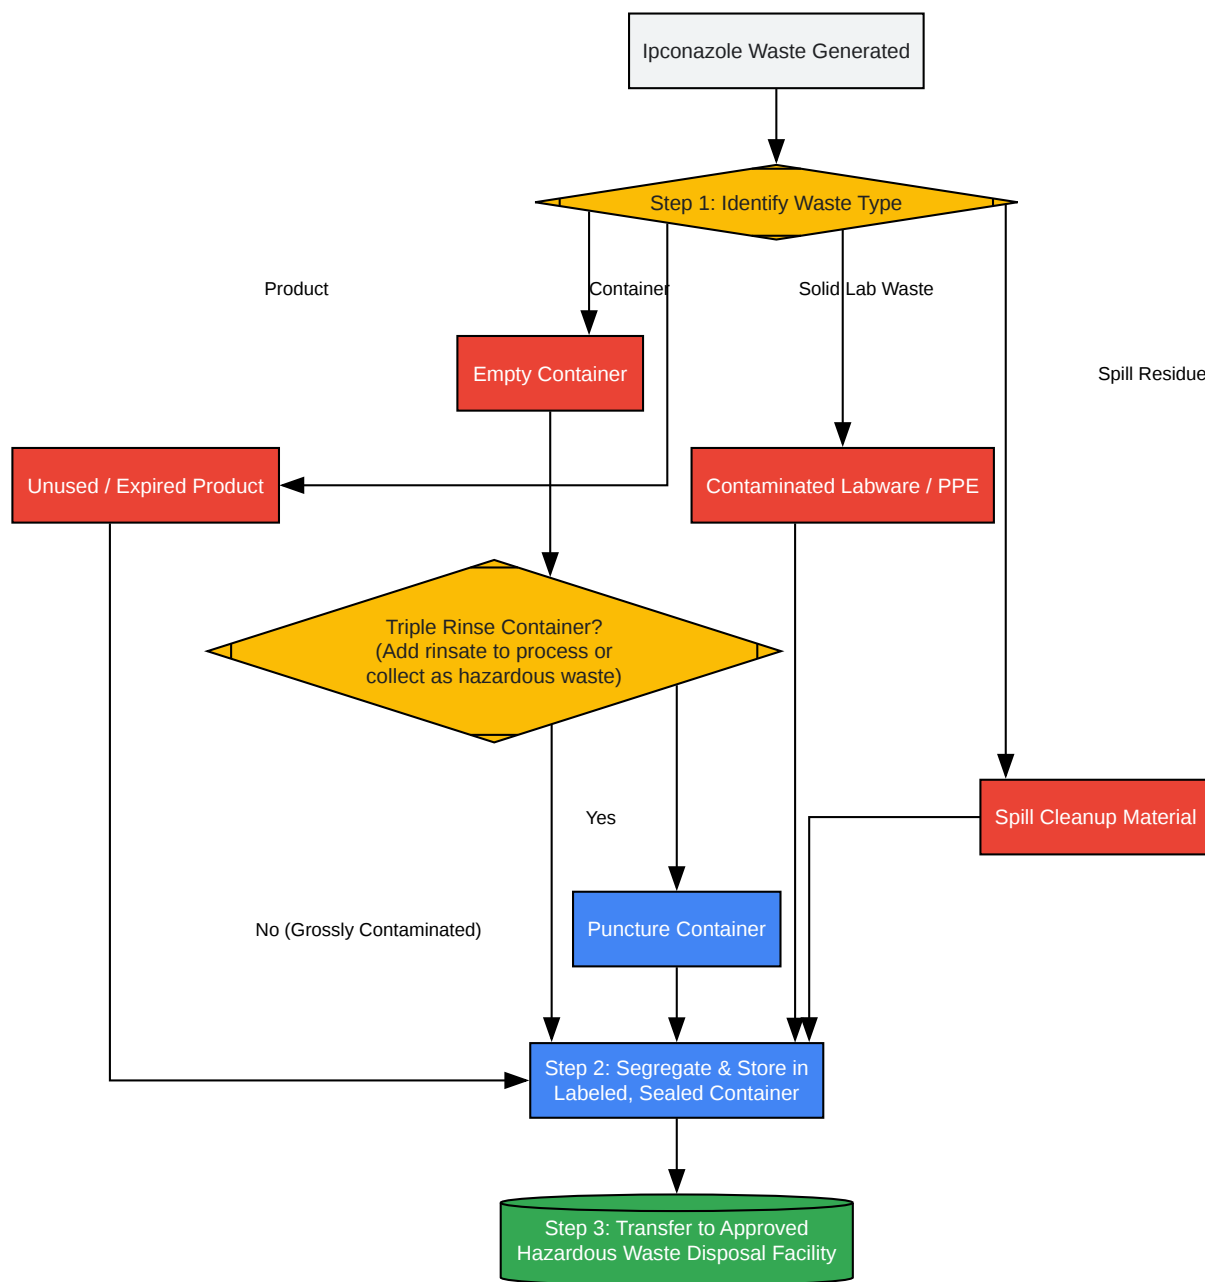 Ipconazole Waste Generated
Step 1: Identify Waste Type
Product
Container
Solid Lab Waste
Empty Container
Spill Residue
Unused / Expired Product
Contaminated Labware / PPE
Triple Rinse Container?
(Add rinsate to process or
collect as hazardous waste)
Yes
Spill Cleanup Material
No (Grossly Contaminated)
Puncture Container
Step 2: Segregate & Store in
Labeled, Sealed Container
Step 3: Transfer to Approved
Hazardous Waste Disposal Facility